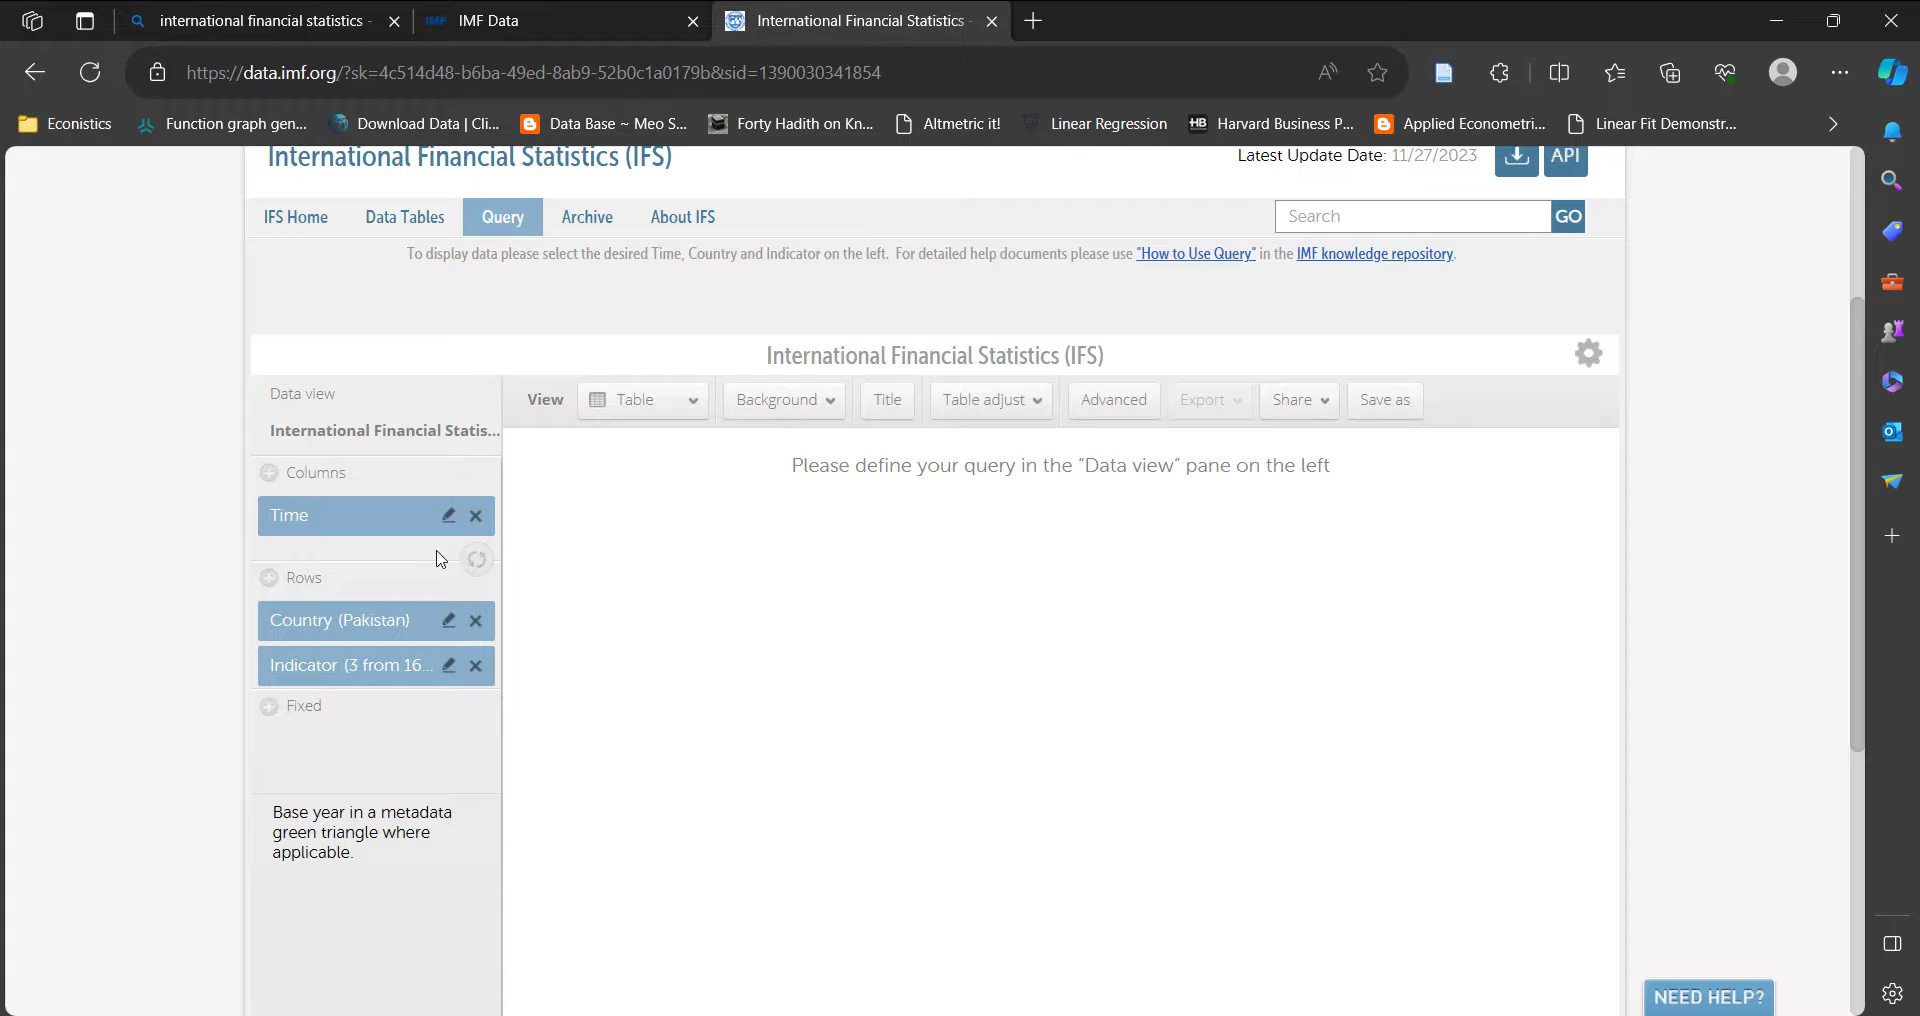 international financial statistics -
IMF IMF Data
International Financial Statistics -
https://data.imf.org/?sk=4c514d48-b6ba-49ed-8ab9-52b0c1a0179b&sid=1390030341854
Econistics
Function graph gen...
Download Data | Cli...
Data Base ~ Meo S...
Forty Hadith on Kn...
Altmetric it!
Linear Regression
HB Harvard Business P...
Applied Econometri...
Linear Fit Demonstr...
International Financial Statistics (IFS)
Latest Update Date: 11/27/2023
API
IFS Home Data Tables Query Archive About IFS
Search GO
To display data please select the desired Time, Country and Indicator on the left. For detailed help documents please use "How to Use Query" in the IMF knowledge repository.
International Financial Statistics (IFS)
Data view
International Financial Statis...
View Table Background Title Table adjust Advanced Export Share Save as
Please define your query in the "Data view" pane on the left
Columns
Time
Rows
Country (Pakistan)
Indicator (3 from 16...
Fixed
Base year in a metadata
green triangle where
applicable.
NEED HELP?